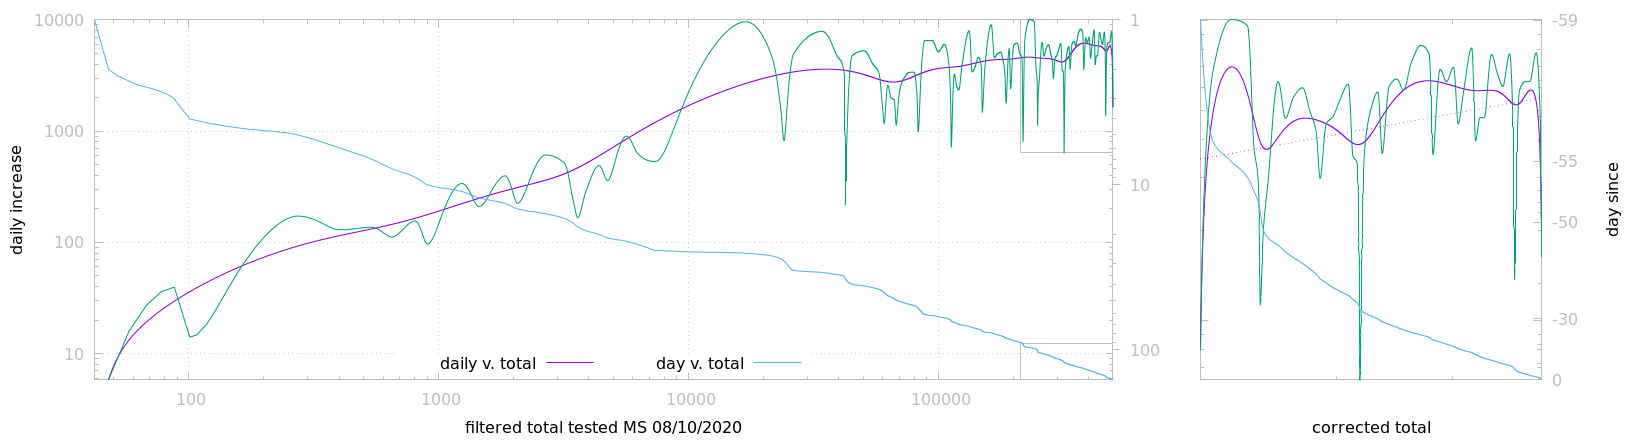 10000
1000
100
10
daily increase
100
1000
10000
100000
filtered total tested MS 08/10/2020
daily v. total
day v. total
1
10
100
-59
-55
-50
-30
0
day since
corrected total